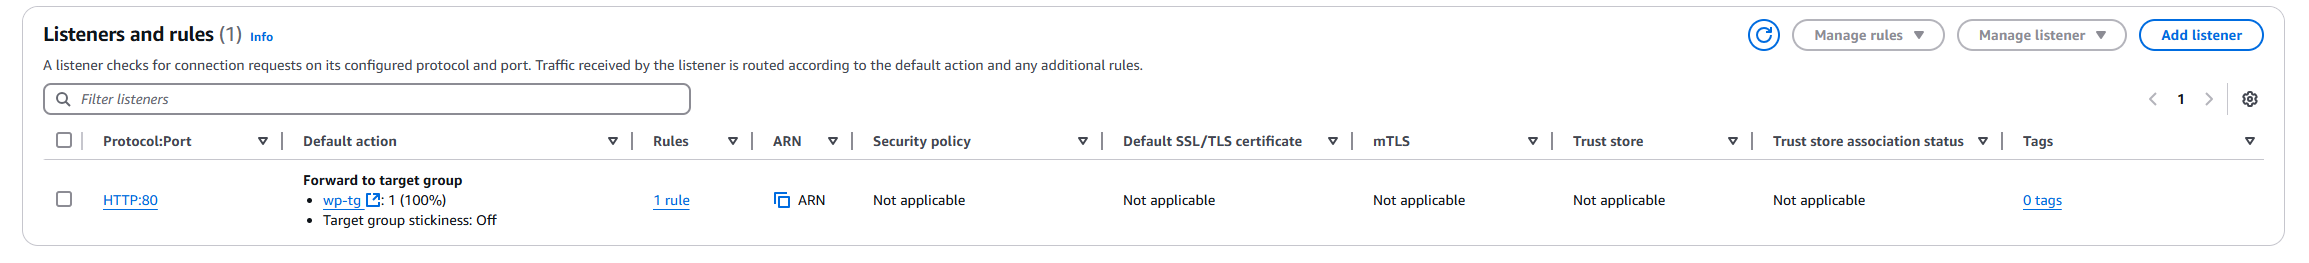 Listeners and rules (1) Info
Manage rules
Manage listener
Add listener
A listener checks for connection requests on its configured protocol and port. Traffic received by the listener is routed according to the default action and any additional rules.
Filter listeners
1
Protocol:Port
Default action
Rules
ARN
Security policy
Default SSL/TLS certificate
mTLS
Trust store
Trust store association status
Tags
HTTP:80
Forward to target group
• wp-tg : 1 (100%)
• Target group stickiness: Off
1 rule
ARN
Not applicable
Not applicable
Not applicable
Not applicable
Not applicable
0 tags